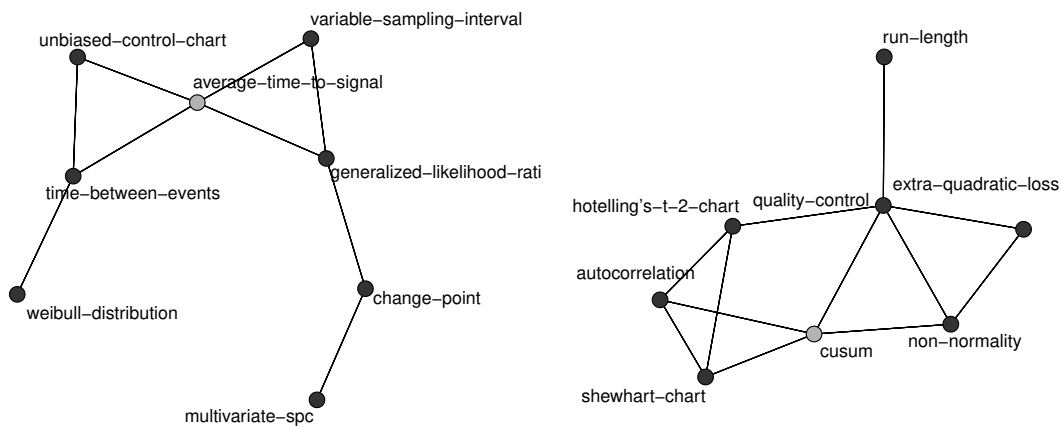 variable−sampling−interval
unbiased−control−chart
average−time−to−signal
generalized−likelihood−rati
time−between−events
weibull−distribution
change−point
multivariate−spc
run−length
extra−quadratic−loss
quality−control
hotelling's−t−2−chart
autocorrelation
non−normality
cusum
shewhart−chart